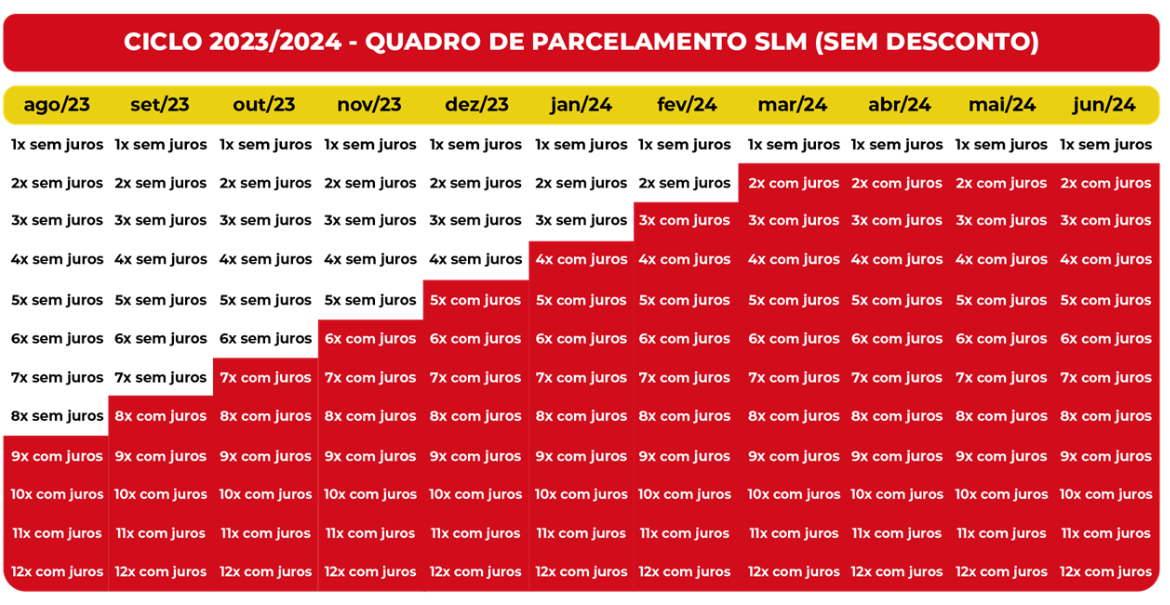 CICLO 2023/2024 - QUADRO DE PARCELAMENTO SLM (SEM DESCONTO)
ago/23 set/23 out/23 nov/23 dez/23 jan/24 fev/24 mar/24 abr/24 mai/24 jun/24
1x sem juros 1x sem juros 1x sem juros 1x sem juros 1x sem juros 1x sem juros 1x sem juros 1x sem juros 1x sem juros 1x sem juros 1x sem juros
2x sem juros 2x sem juros 2x sem juros 2x sem juros 2x sem juros 2x sem juros 2x sem juros 2x com juros 2x com juros 2x com juros 2x com juros
3x sem juros 3x sem juros 3x sem juros 3x sem juros 3x sem juros 3x sem juros 3x com juros 3x com juros 3x com juros 3x com juros 3x com juros
4x sem juros 4x sem juros 4x sem juros 4x sem juros 4x sem juros 4x com juros 4x com juros 4x com juros 4x com juros 4x com juros 4x com juros
5x sem juros 5x sem juros 5x sem juros 5x sem juros 5x com juros 5x com juros 5x com juros 5x com juros 5x com juros 5x com juros 5x com juros
6x sem juros 6x sem juros 6x sem juros 6x com juros 6x com juros 6x com juros 6x com juros 6x com juros 6x com juros 6x com juros 6x com juros
7x sem juros 7x sem juros 7x com juros 7x com juros 7x com juros 7x com juros 7x com juros 7x com juros 7x com juros 7x com juros 7x com juros
8x sem juros 8x com juros 8x com juros 8x com juros 8x com juros 8x com juros 8x com juros 8x com juros 8x com juros 8x com juros 8x com juros
9x com juros 9x com juros 9x com juros 9x com juros 9x com juros 9x com juros 9x com juros 9x com juros 9x com juros 9x com juros 9x com juros
10x com juros 10x com juros 10x com juros 10x com juros 10x com juros 10x com juros 10x com juros 10x com juros 10x com juros 10x com juros 10x com juros
11x com juros 11x com juros 11x com juros 11x com juros 11x com juros 11x com juros 11x com juros 11x com juros 11x com juros 11x com juros 11x com juros
12x com juros 12x com juros 12x com juros 12x com juros 12x com juros 12x com juros 12x com juros 12x com juros 12x com juros 12x com juros 12x com juros